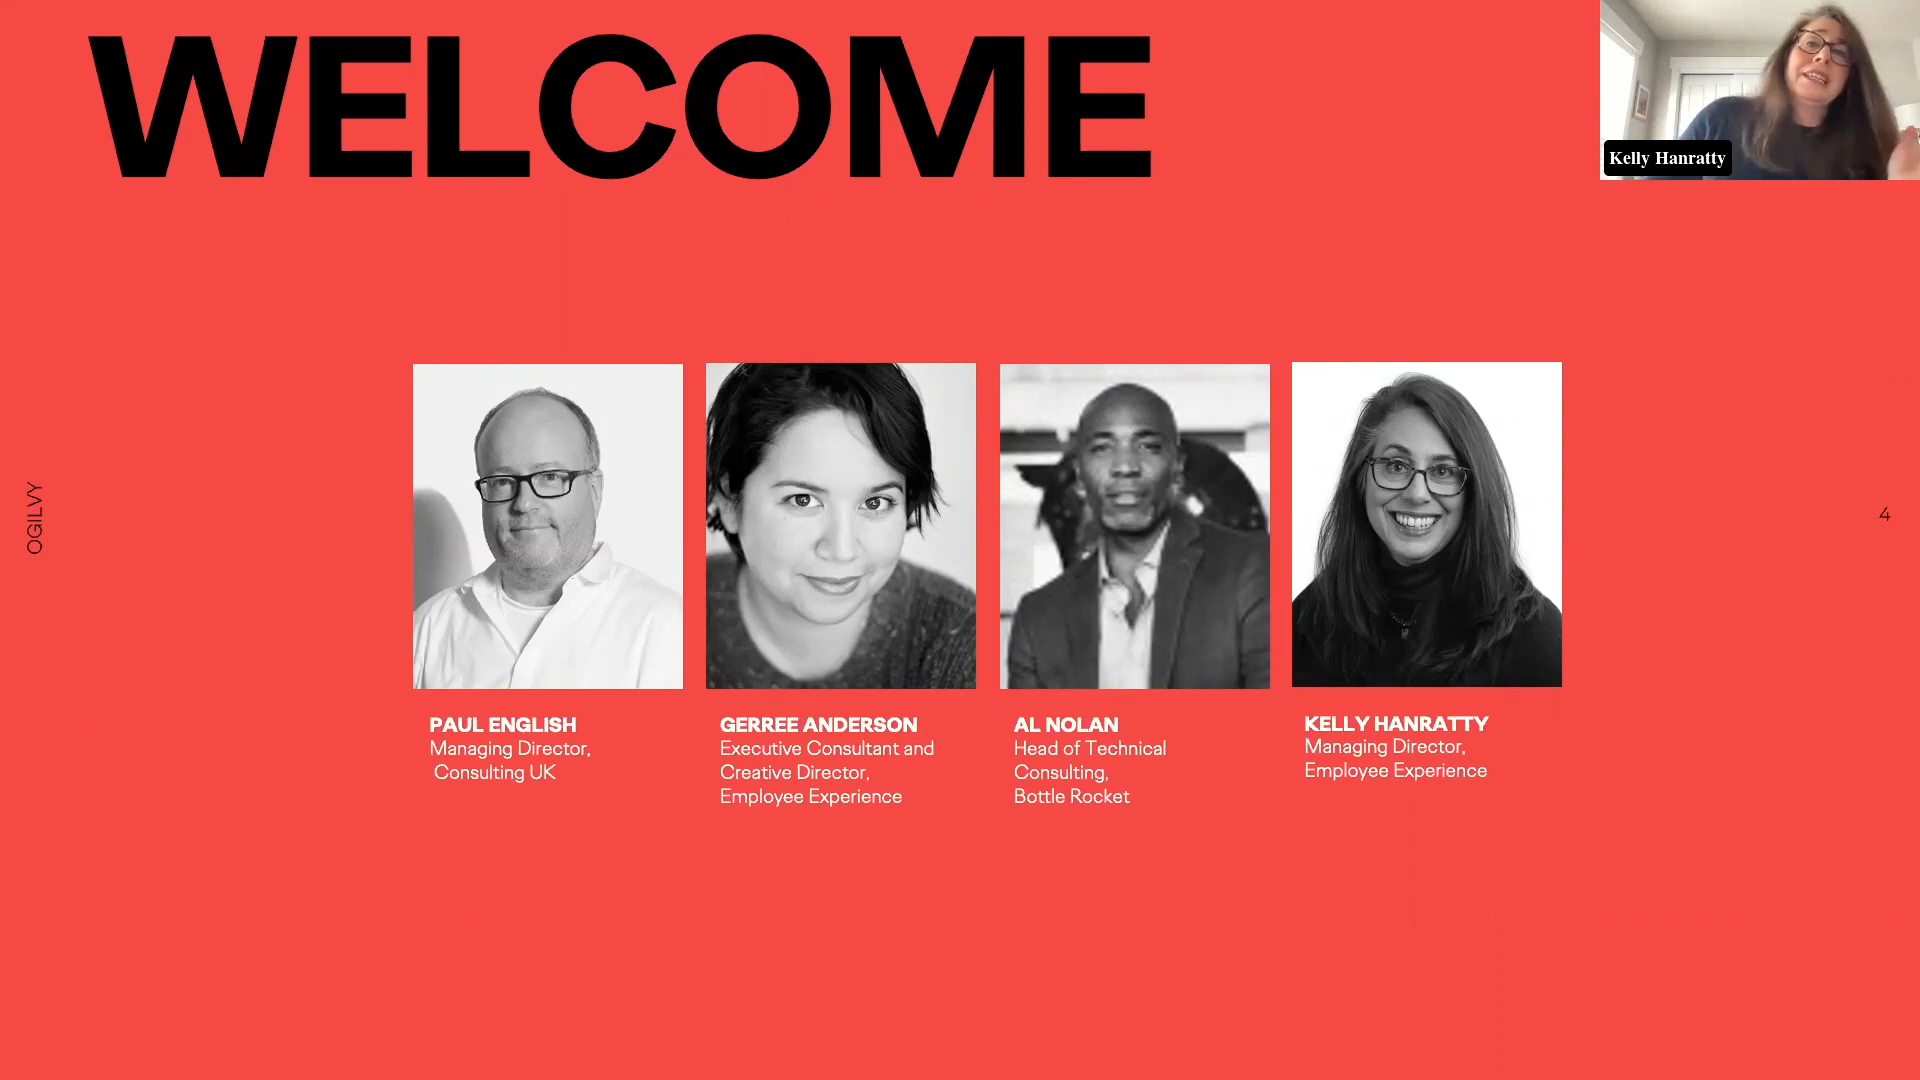 WELCOME
Kelly Hanratty
OGILVY
4
PAUL ENGLISH
Managing Director,
Consulting UK
GERREE ANDERSON
Executive Consultant and
Creative Director,
Employee Experience
AL NOLAN
Head of Technical
Consulting,
Bottle Rocket
KELLY HANRATTY
Managing Director,
Employee Experience